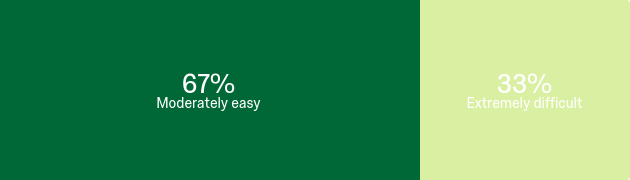 67%
Moderately easy
33%
Extremely difficult